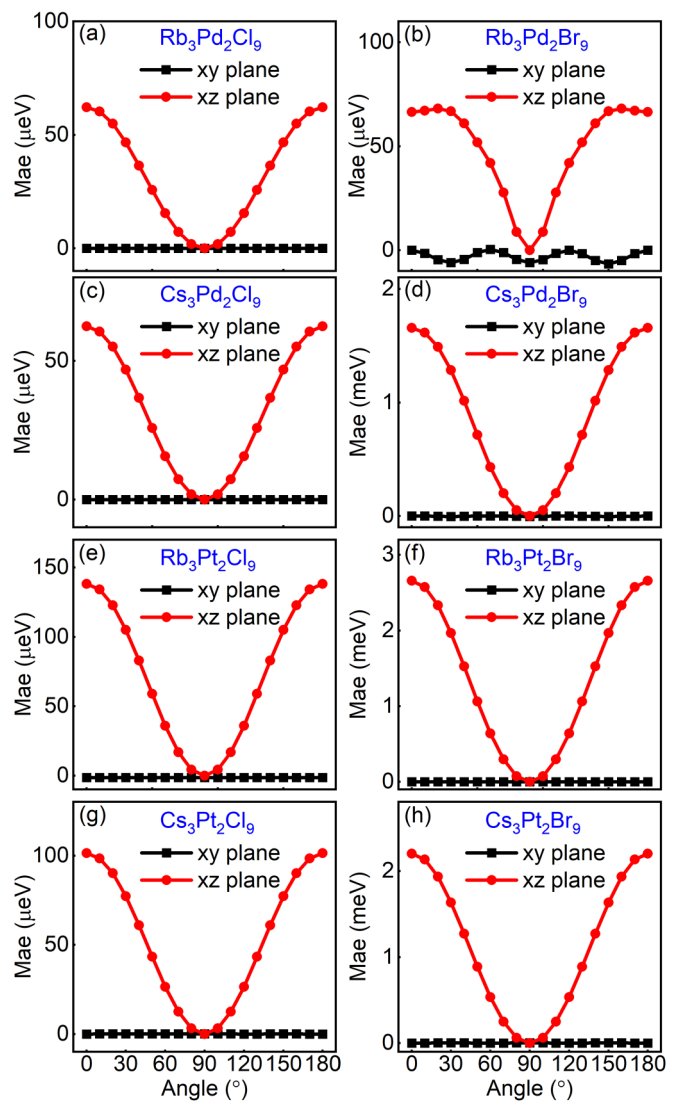 (a) Rb₃Pd₂Cl₉
xy plane
xz plane
100
50
0
Mae (μeV)
(b) Rb₃Pd₂Br₉
xy plane
xz plane
100
50
0
Mae (μeV)
(c) Cs₃Pd₂Cl₉
xy plane
xz plane
50
0
Mae (μeV)
(d) Cs₃Pd₂Br₉
xy plane
xz plane
2
1
0
Mae (meV)
(e) Rb₃Pt₂Cl₉
xy plane
xz plane
150
100
50
0
Mae (μeV)
(f) Rb₃Pt₂Br₉
xy plane
xz plane
3
2
1
0
Mae (meV)
(g) Cs₃Pt₂Cl₉
xy plane
xz plane
100
50
0
Mae (μeV)
0 30 60 90 120 150 180
Angle (°)
(h) Cs₃Pt₂Br₉
xy plane
xz plane
2
1
0
Mae (meV)
0 30 60 90 120 150 180
Angle (°)